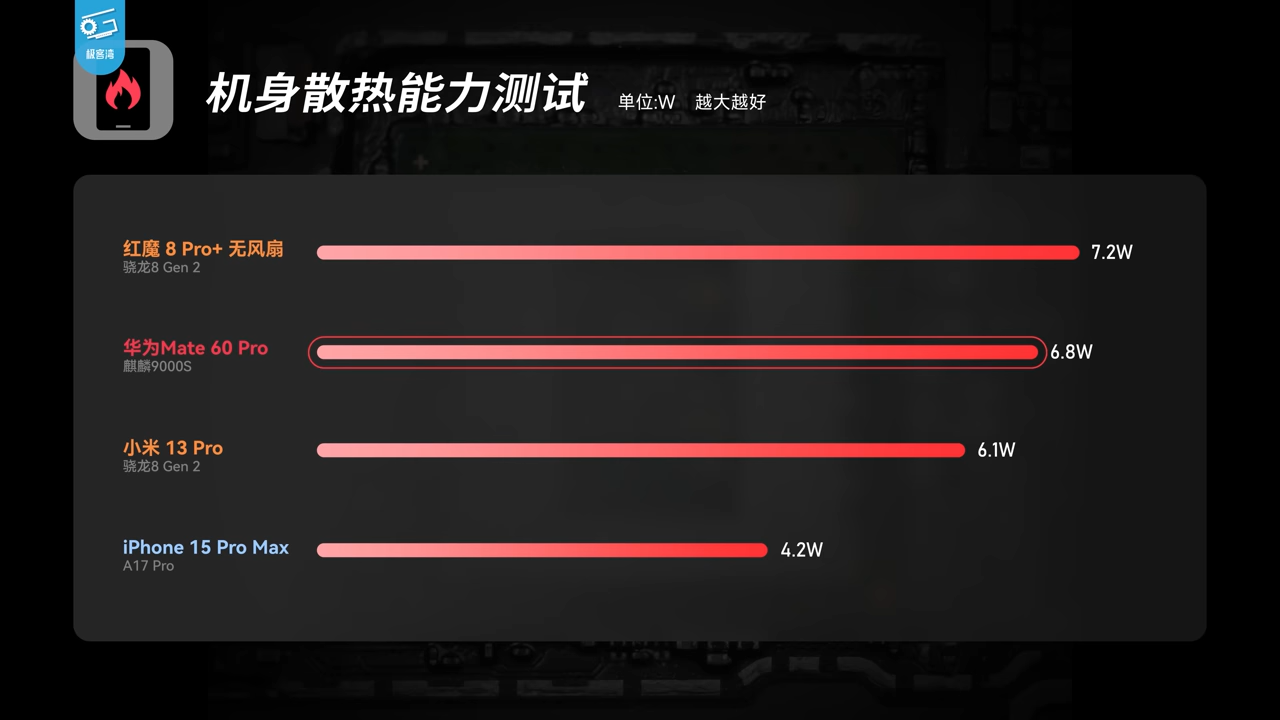 极客湾
机身散热能力测试 单位:W 越大越好
红魔 8 Pro+ 无风扇
骁龙8 Gen 2
7.2W
华为Mate 60 Pro
麒麟9000S
6.8W
小米 13 Pro
骁龙8 Gen 2
6.1W
iPhone 15 Pro Max
A17 Pro
4.2W